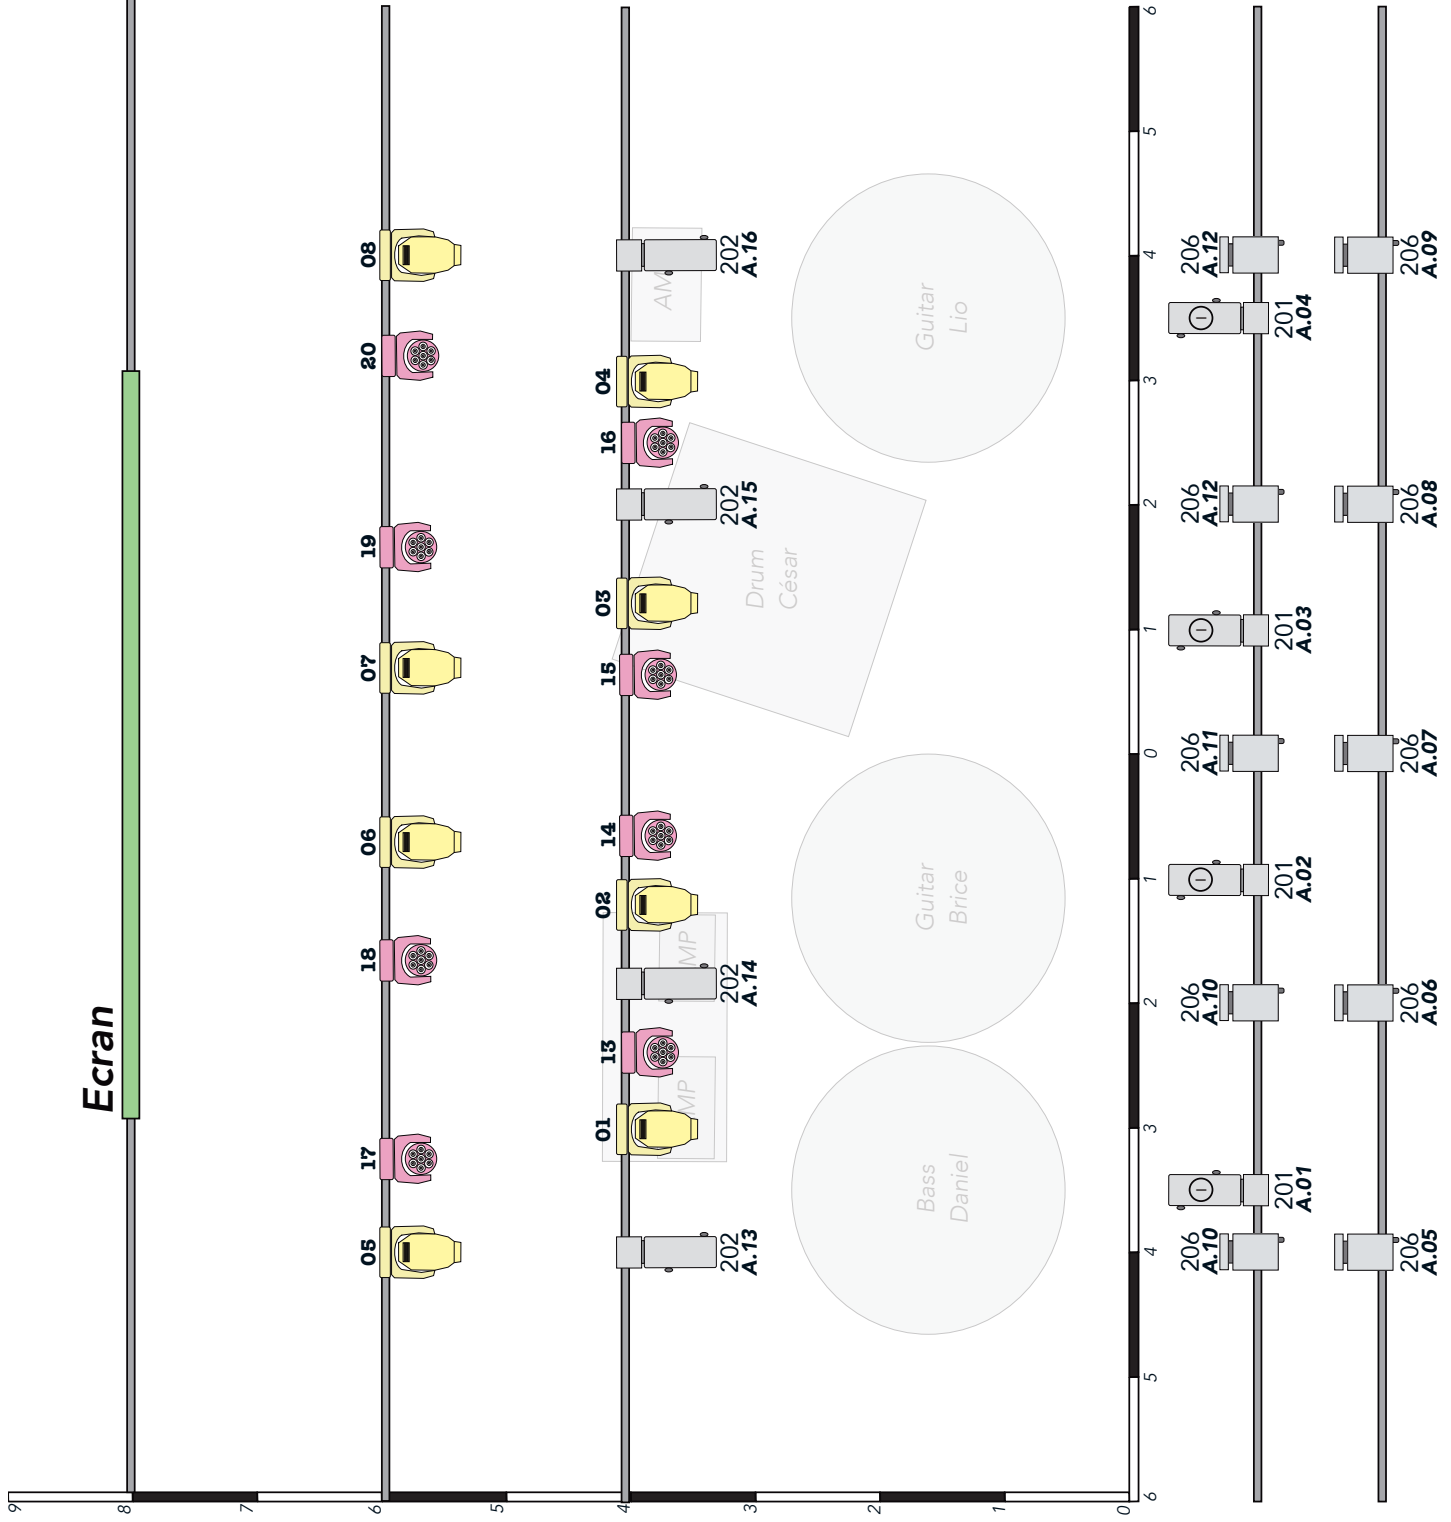 9
Ecran
8
7
05 17 18 06 07 19 20 08
6
5
01 13 02 14 15 03 16 04
4
MP MP AM
202 202 202 202
A.13 A.14 A.15 A.16
3
Drum
César
2
Bass Guitar Guitar
Daniel Brice Lio
1
0
6 5 4 3 2 1 0 1 2 3 4 5 6
206 206 206 206 206
A.10 A.10 A.11 A.12 A.12
201 201 201 201
A.01 A.02 A.03 A.04
206 206 206 206 206
A.05 A.06 A.07 A.08 A.09